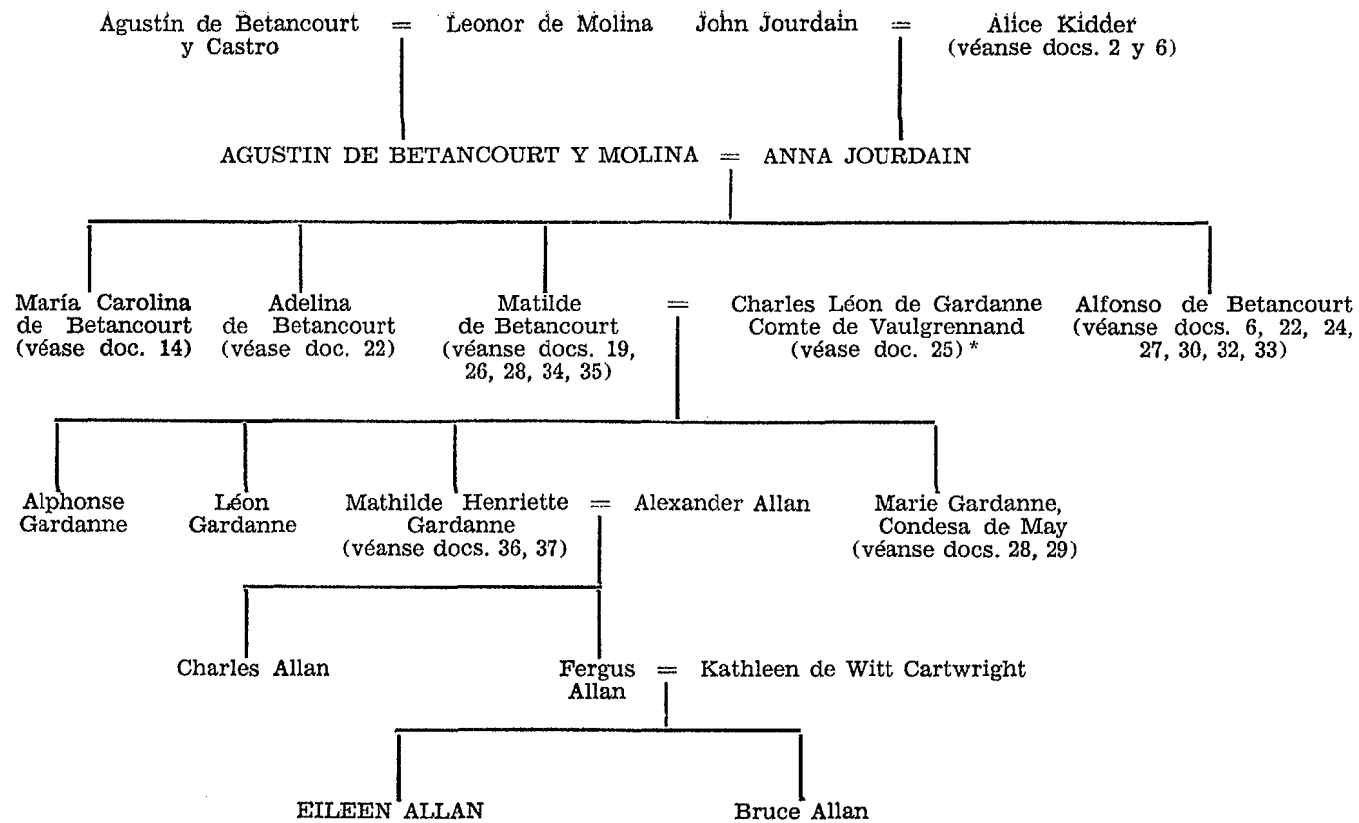 Agustín de Betancourt = Leonor de Molina John Jourdain = Alice Kidder
y Castro (véanse docs. 2 y 6)
AGUSTIN DE BETANCOURT Y MOLINA = ANNA JOURDAIN
María Carolina Adelina Matilde = Charles Léon de Gardanne Alfonso de Betancourt
de Betancourt de Betancourt de Betancourt Comte de Vaulgrennand (véanse docs. 6, 22, 24,
(véase doc. 14) (véase doc. 22) (véanse docs. 19, (véase doc. 25) * 27, 30, 32, 33)
26, 28, 34, 35)
Alphonse Léon Mathilde Henriette = Alexander Allan Marie Gardanne,
Gardanne Gardanne Gardanne Condesa de May
(véanse docs. 36, 37) (véanse docs. 28, 29)
Charles Allan Fergus = Kathleen de Witt Cartwright
Allan
EILEEN ALLAN Bruce Allan